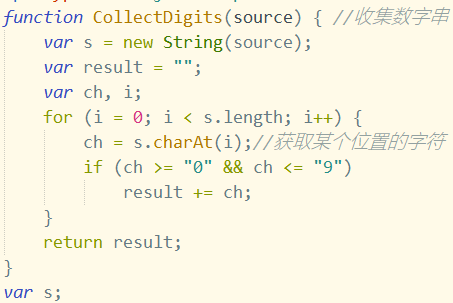 function CollectDigits(source) { //收集数字串
    var s = new String(source);
    var result = "";
    var ch, i;
    for (i = 0; i < s.length; i++) {
        ch = s.charAt(i);//获取某个位置的字符
        if (ch >= "0" && ch <= "9")
            result += ch;
    }
    return result;
}
var s;